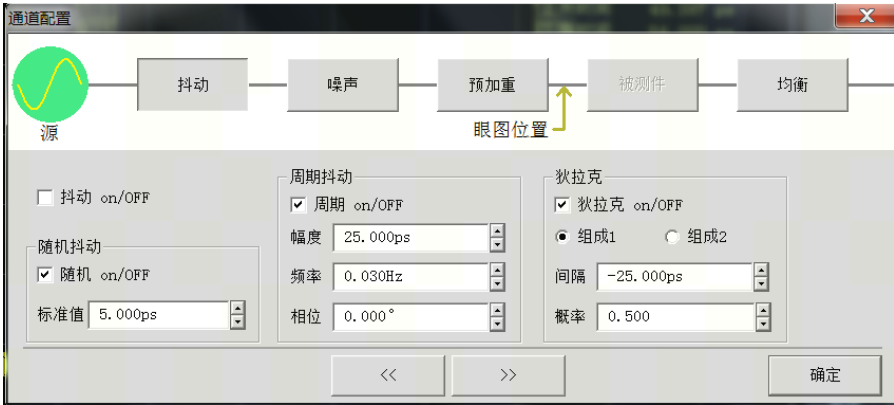 通道配置
抖动
噪声
预加重
被测件
均衡
源
眼图位置
抖动 on/OFF
随机抖动
随机 on/OFF
标准值 5.000ps
周期抖动
周期 on/OFF
幅度 25.000ps
频率 0.030Hz
相位 0.000°
狄拉克
狄拉克 on/OFF
组成1 组成2
间隔 -25.000ps
概率 0.500
<< >>
确定